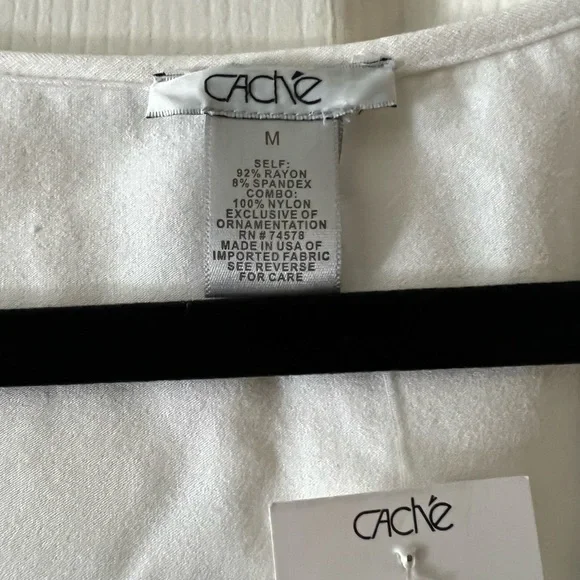 CAChé
M
SELF:
92% RAYON
8% SPANDEX
COMBO:
100% NYLON
EXCLUSIVE OF
ORNAMENTATION
RN # 74578
MADE IN USA OF
IMPORTED FABRIC
SEE REVERSE
FOR CARE
CAChé